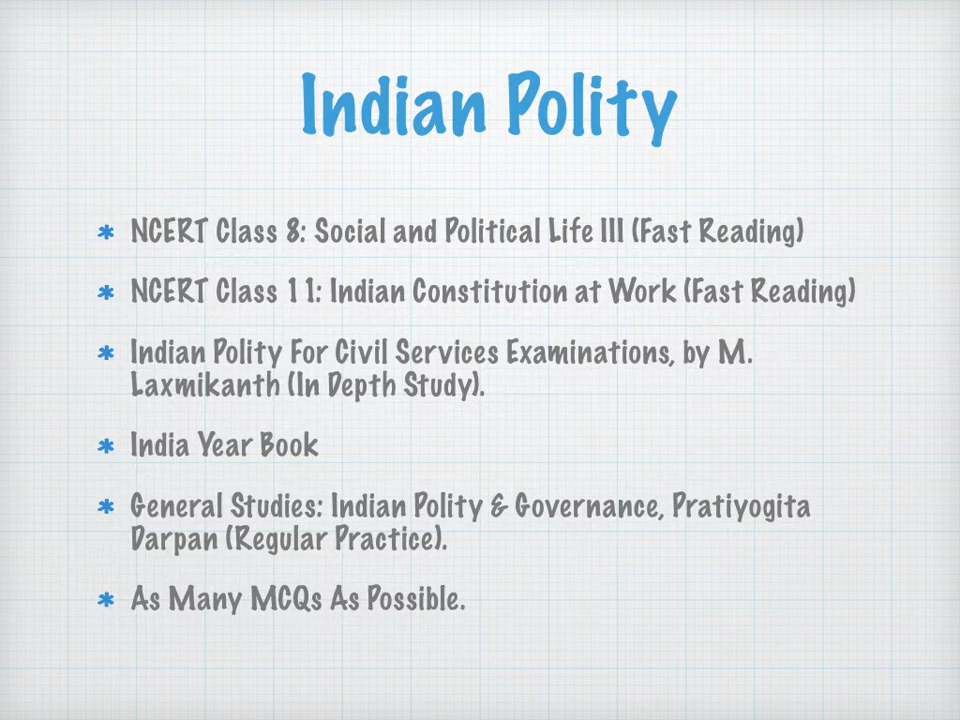 Indian Polity
NCERT Class 8: Social and Political Life III (Fast Reading)
NCERT Class 11: Indian Constitution at Work (Fast Reading)
Indian Polity For Civil Services Examinations, by M.
Laxmikanth (In Depth Study).
India Year Book
General Studies: Indian Polity & Governance, Pratiyogita
Darpan (Regular Practice).
As Many MCQs As Possible.